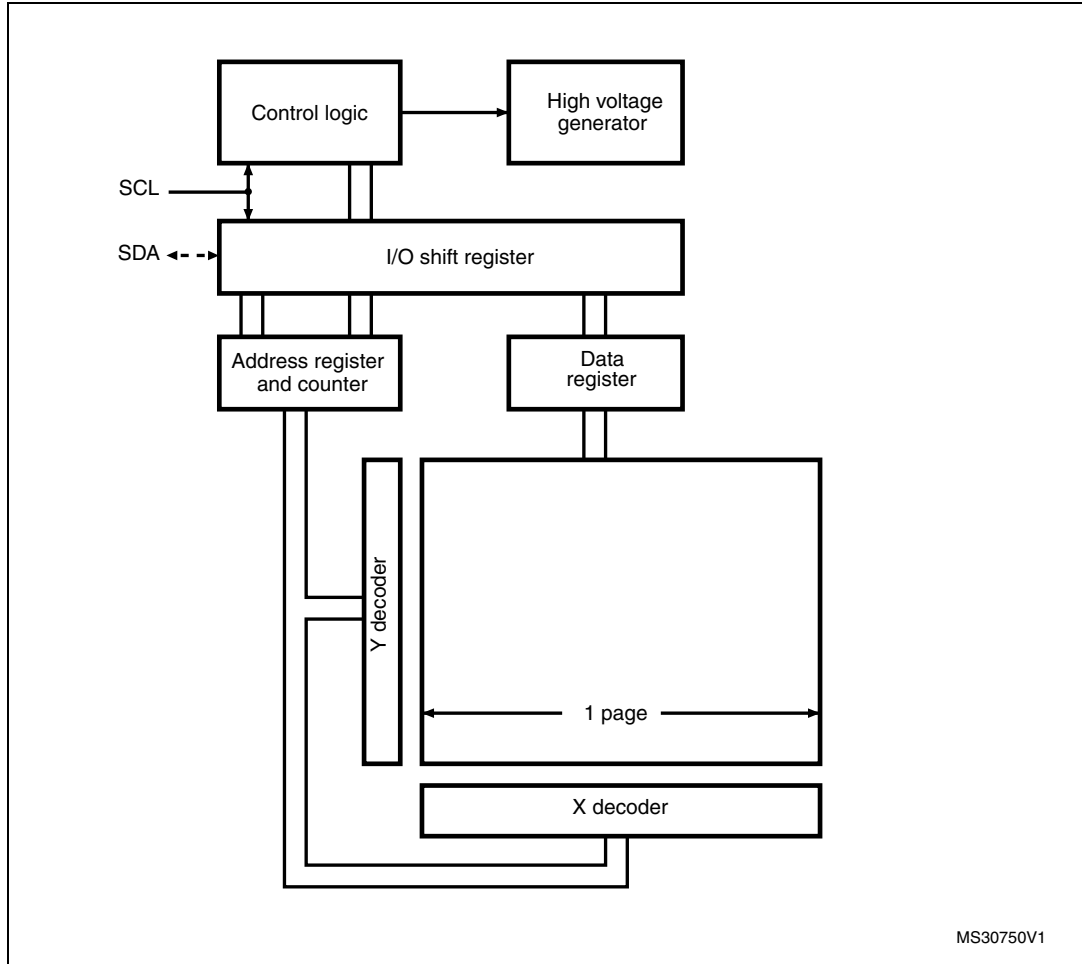 Control logic
High voltage
generator
SCL
SDA
I/O shift register
Address register
and counter
Data
register
Y decoder
1 page
X decoder
MS30750V1